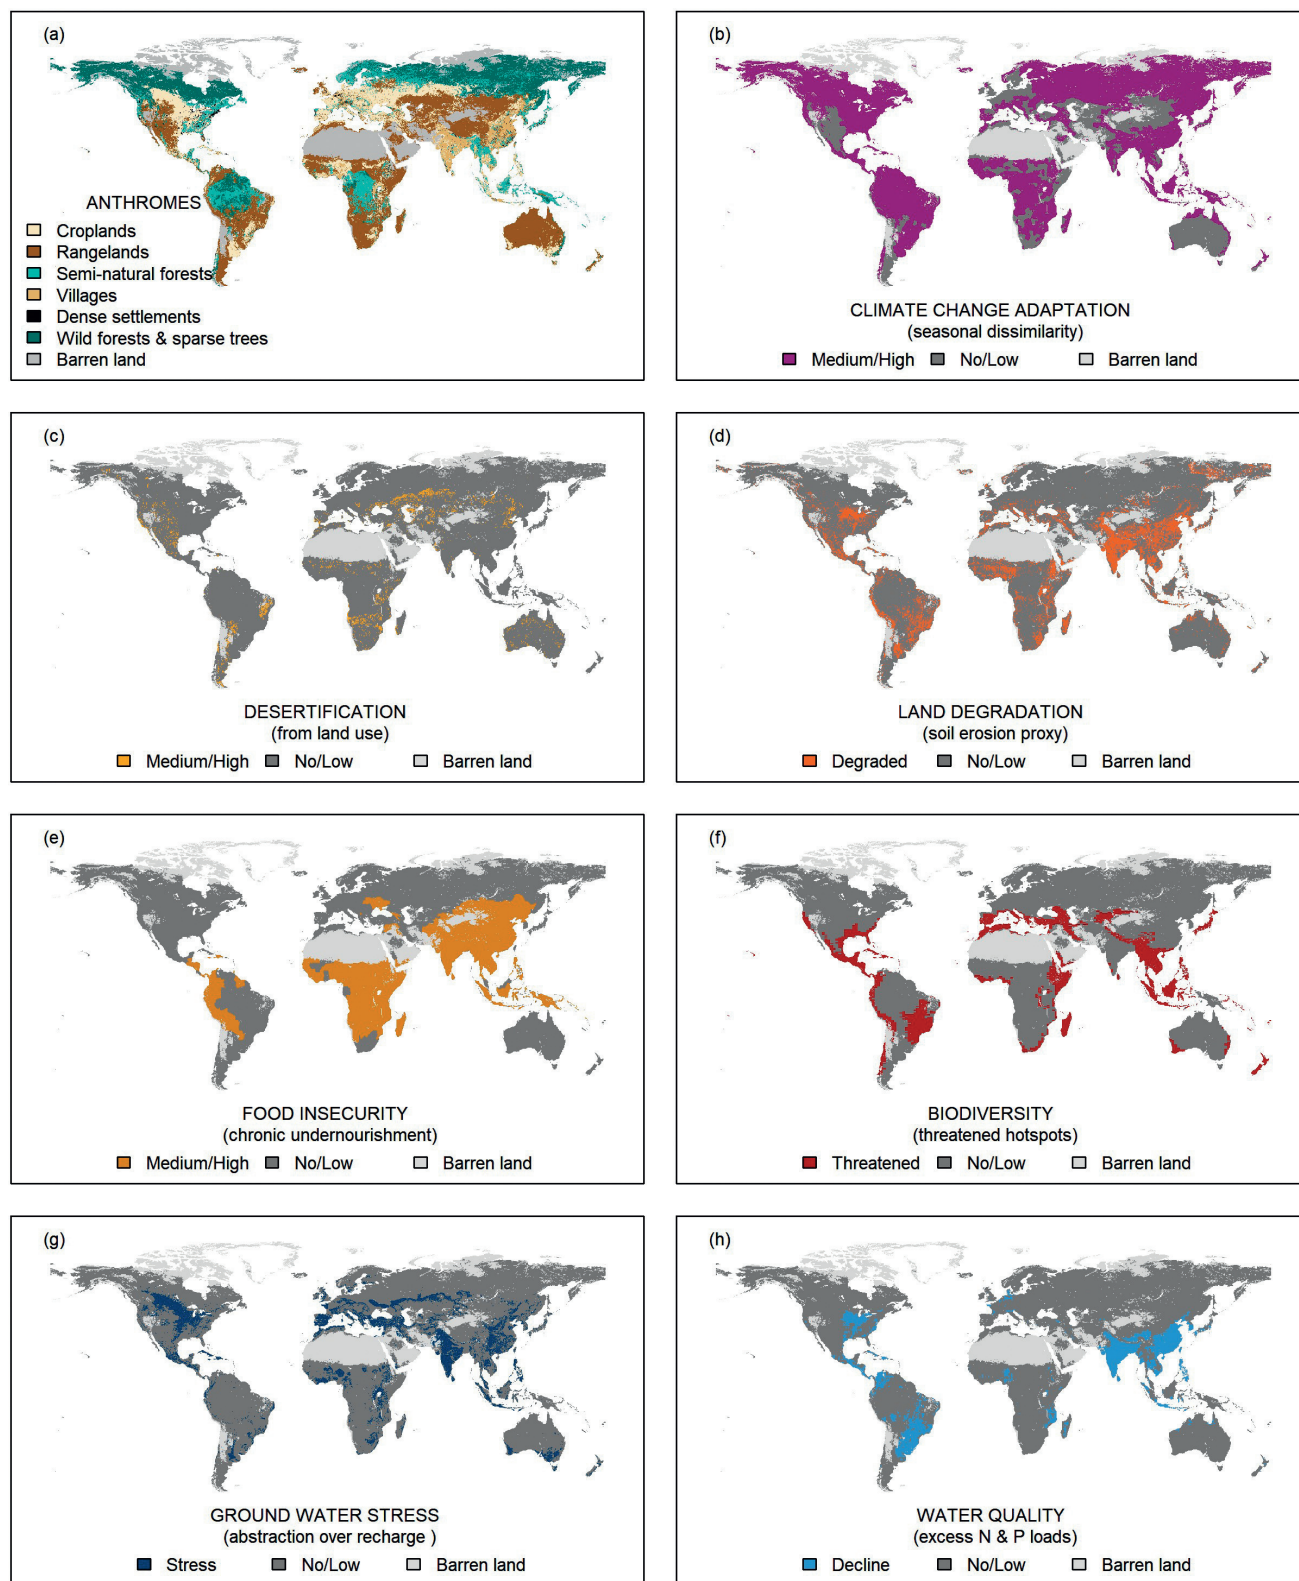 (a)
ANTHROMES
Croplands
Rangelands
Semi-natural forests
Villages
Dense settlements
Wild forests & sparse trees
Barren land
(b)
CLIMATE CHANGE ADAPTATION
(seasonal dissimilarity)
Medium/High No/Low Barren land
(c)
DESERTIFICATION
(from land use)
Medium/High No/Low Barren land
(d)
LAND DEGRADATION
(soil erosion proxy)
Degraded No/Low Barren land
(e)
FOOD INSECURITY
(chronic undernourishment)
Medium/High No/Low Barren land
(f)
BIODIVERSITY
(threatened hotspots)
Threatened No/Low Barren land
(g)
GROUND WATER STRESS
(abstraction over recharge )
Stress No/Low Barren land
(h)
WATER QUALITY
(excess N & P loads)
Decline No/Low Barren land